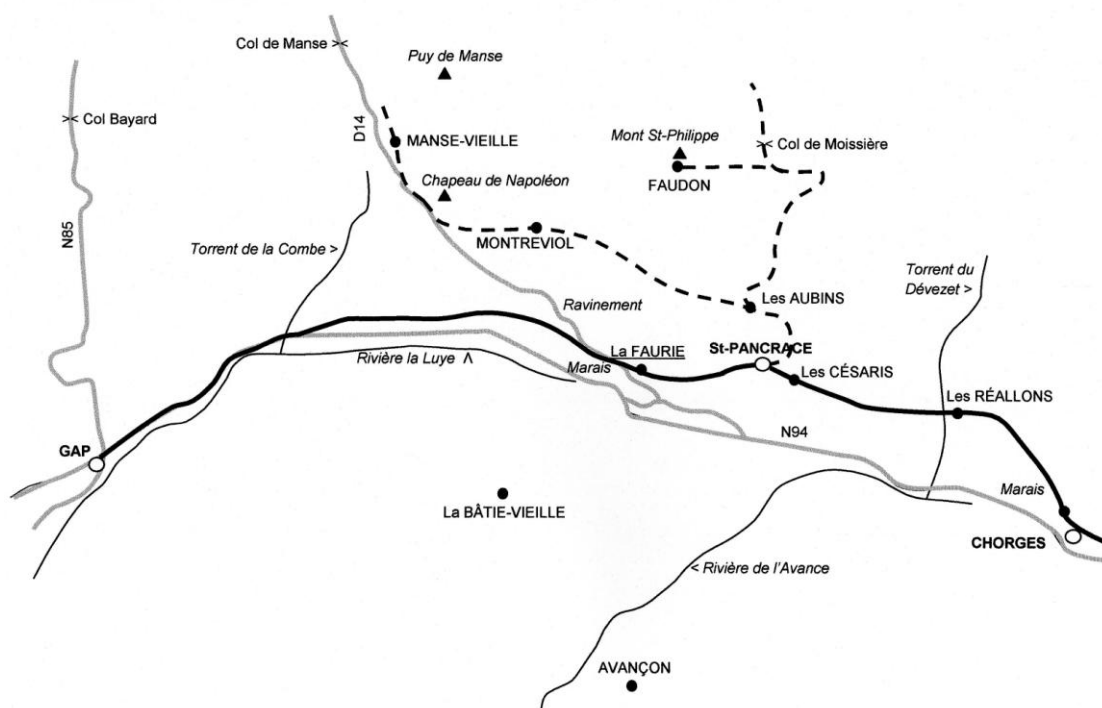 Col de Manse ><
Puy de Manse
>< Col Bayard
D14
MANSE-VIEILLE
Mont St-Philippe
>< Col de Moissière
FAUDON
Chapeau de Napoléon
N85
MONTREVIOL
Torrent de la Combe >
Torrent du
Dévezet >
Ravinement
Les AUBINS
Rivière la Luye ᴧ
Marais
La FAURIE
St-PANCRACE
Les CÉSARIS
Les RÉALLONS
N94
GAP
La BÂTIE-VIEILLE
Marais
CHORGES
< Rivière de l'Avance
AVANÇON